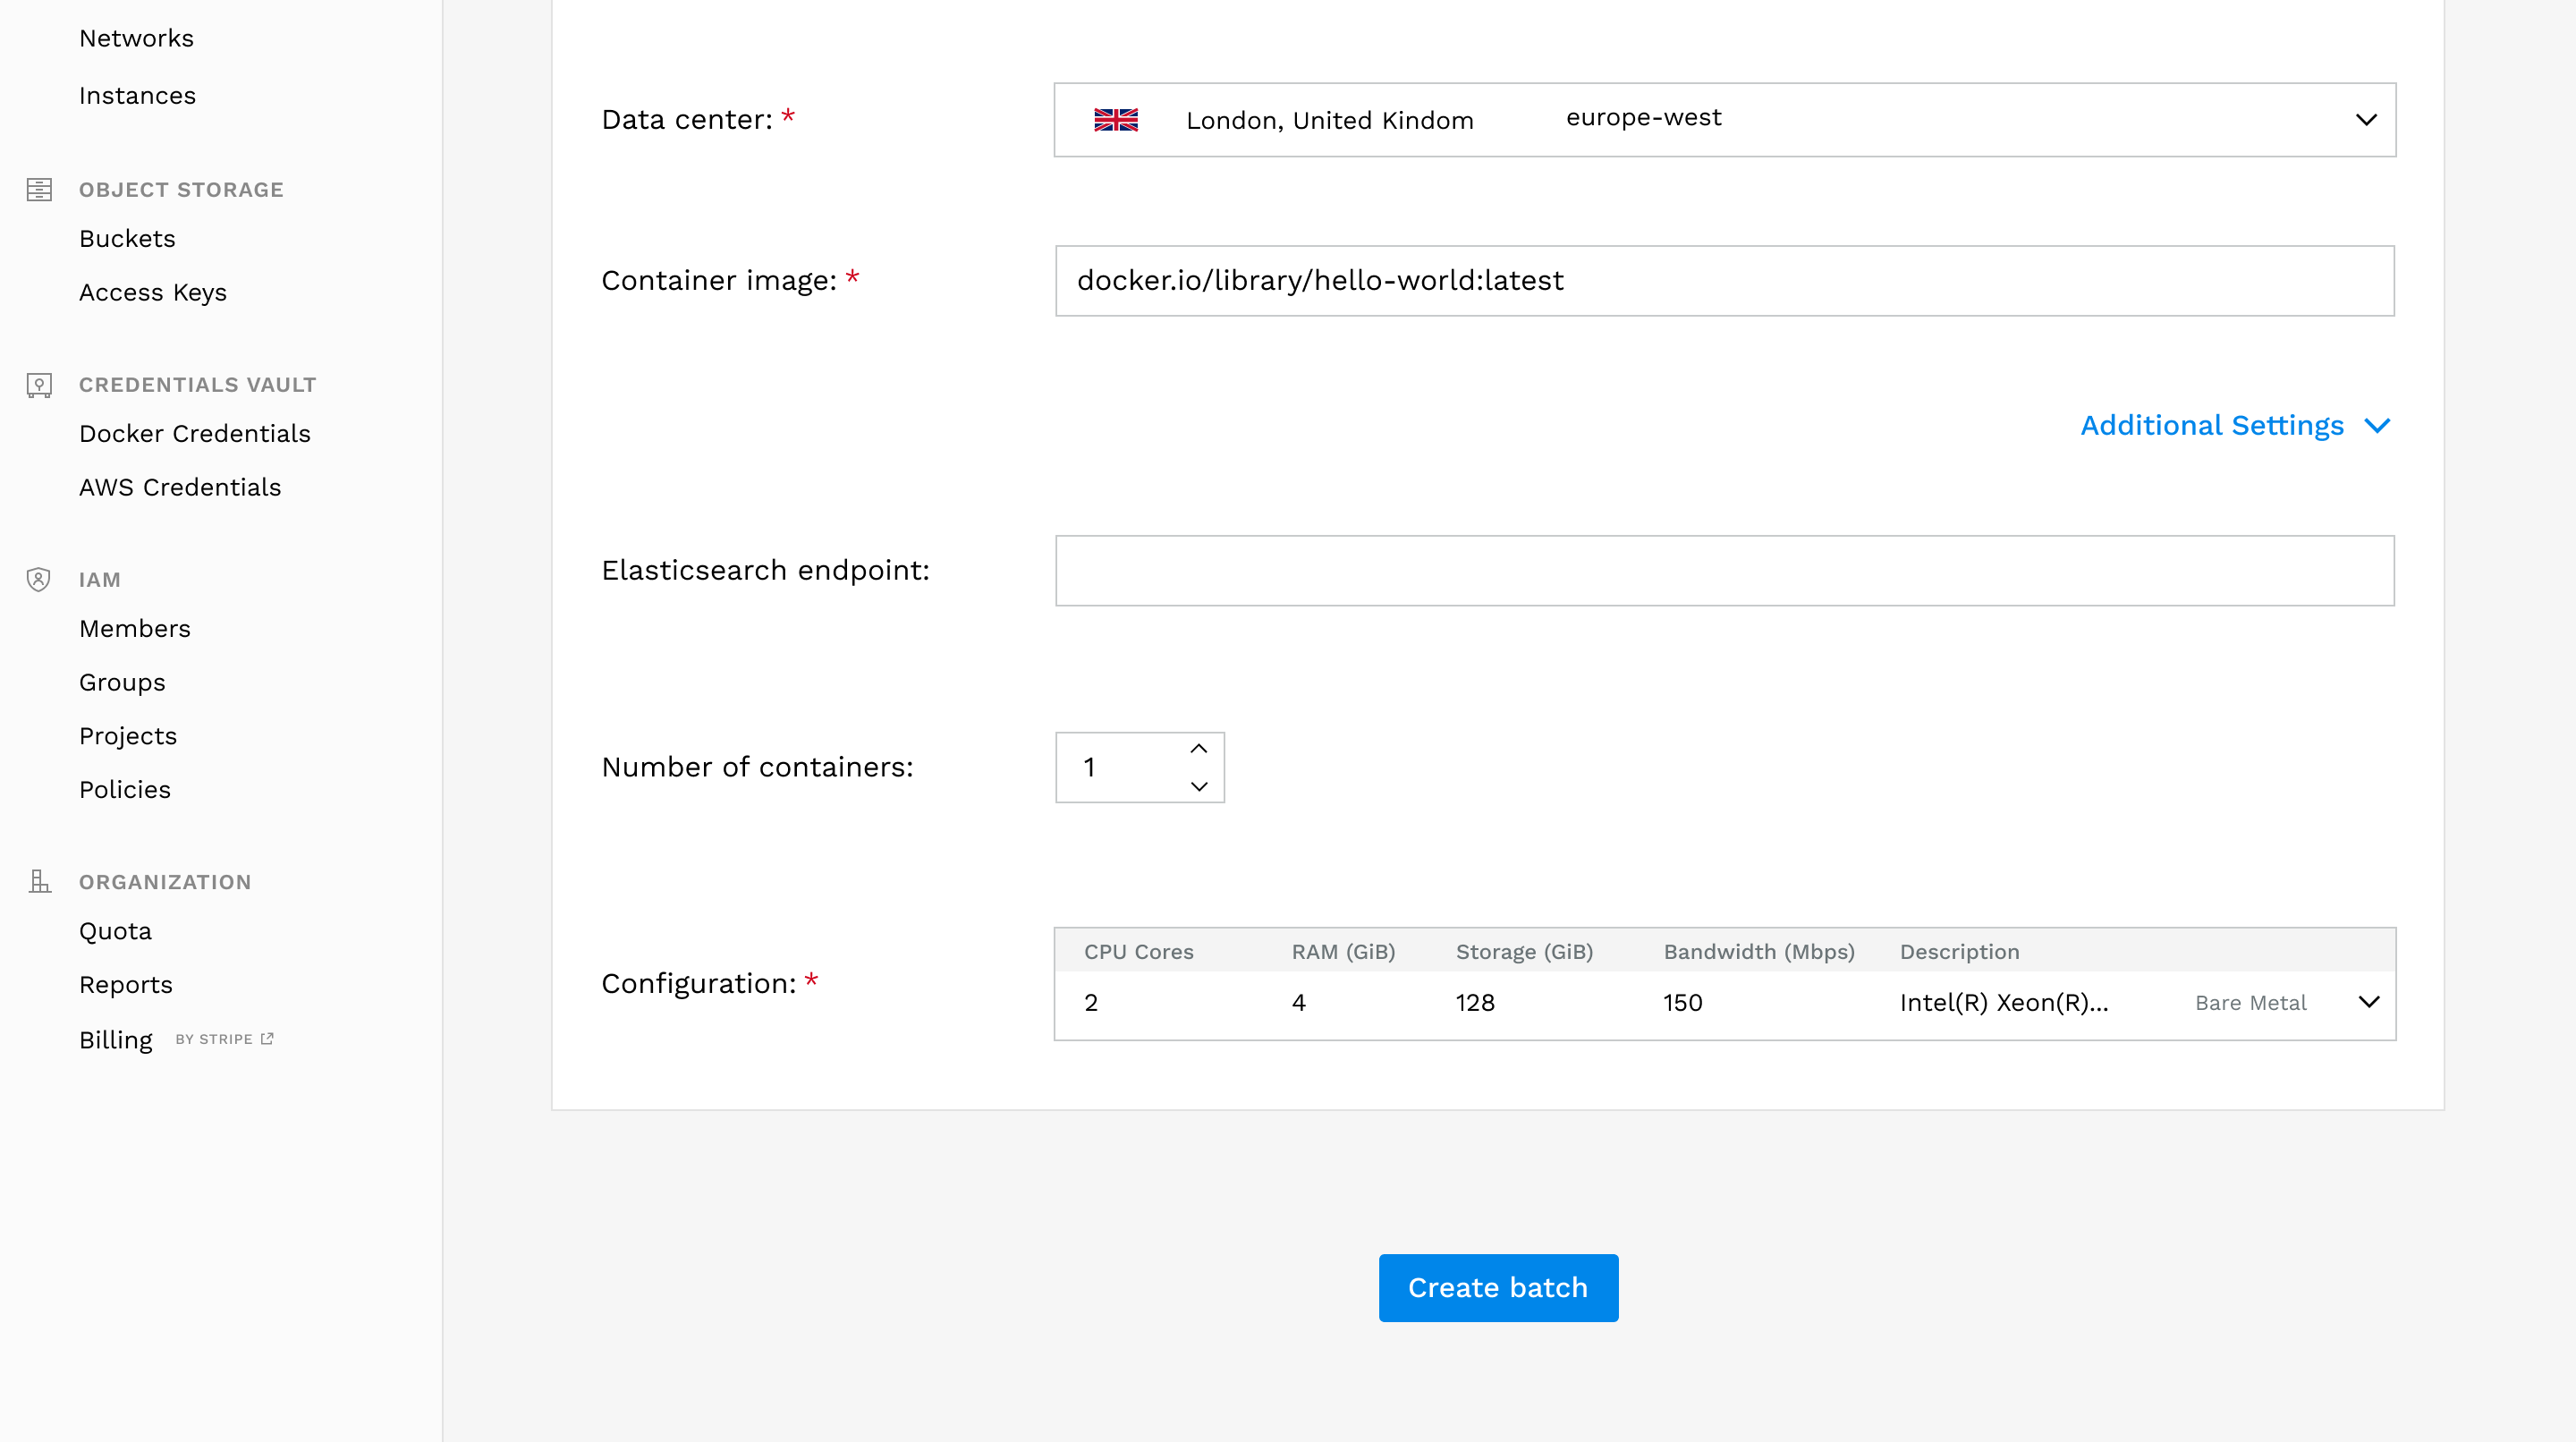 Networks
Instances
OBJECT STORAGE
Buckets
Access Keys
CREDENTIALS VAULT
Docker Credentials
AWS Credentials
IAM
Members
Groups
Projects
Policies
ORGANIZATION
Quota
Reports
Billing BY STRIPE
Data center: * London, United Kindom europe-west
Container image: * docker.io/library/hello-world:latest
Additional Settings
Elasticsearch endpoint:
Number of containers: 1
CPU Cores RAM (GiB) Storage (GiB) Bandwidth (Mbps) Description
Configuration: *
2 4 128 150 Intel(R) Xeon(R)... Bare Metal
Create batch